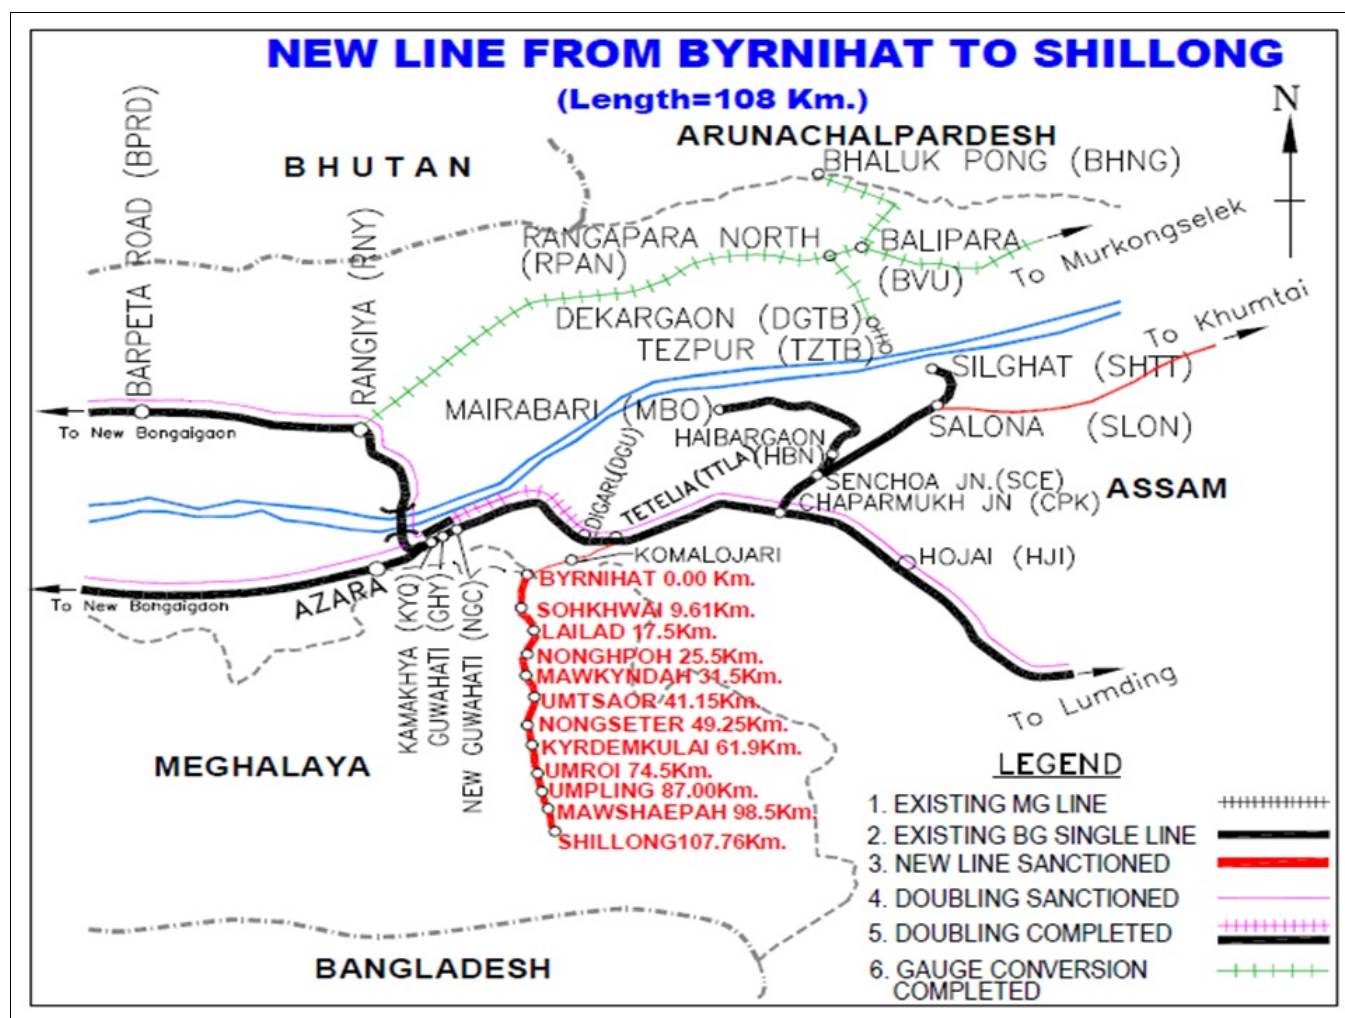 NEW LINE FROM BYRNIHAT TO SHILLONG
(Length=108 Km.)
N
ARUNACHALPARDESH
BHUTAN
BHALUK PONG (BHNG)
BARPETA ROAD (BPRD)
RANGIYA (RNY)
RANGAPARA NORTH
(RPAN)
BALIPARA
(BVU)
To Murkongselek
DEKARGAON (DGTB)
TEZPUR (TZTB)
To Khumtai
SILGHAT (SHTT)
MAIRABARI (MBO)
SALONA (SLON)
To New Bongaigaon
HAIBARGAON
(HBN)
DIGARU(DGU)
TETELIA(TTLA)
SENCHOA JN.(SCE)
CHAPARMUKH JN (CPK)
ASSAM
KOMALOJARI
HOJAI (HJI)
AZARA
To New Bongaigaon
KAMAKHYA (KYQ)
GUWAHATI (GHY)
NEW GUWAHATI (NGC)
BYRNIHAT 0.00 Km.
SOHKHWAI 9.61Km.
LAILAD 17.5Km.
NONGHPOH 25.5Km.
MAWKYNDAH 31.5Km.
UMTSAOR 41.15Km.
NONGSETER 49.25Km.
KYRDEMKULAI 61.9Km.
UMROI 74.5Km.
UMPLING 87.00Km.
MAWSHAEPAH 98.5Km.
SHILLONG107.76Km.
To Lumding
MEGHALAYA
BANGLADESH
LEGEND
1. EXISTING MG LINE
2. EXISTING BG SINGLE LINE
3. NEW LINE SANCTIONED
4. DOUBLING SANCTIONED
5. DOUBLING COMPLETED
6. GAUGE CONVERSION
COMPLETED